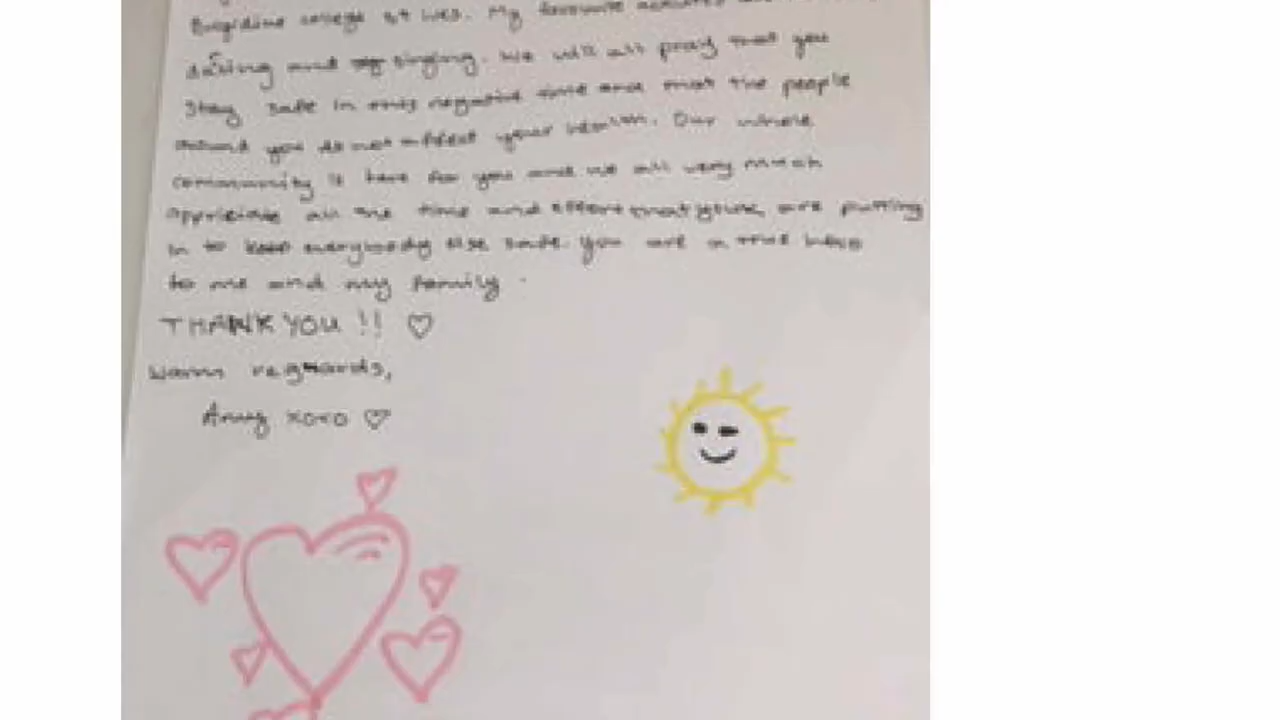 Brigidine college St Ives. My favourite
dancing and singing. We will all pray that you
stay safe in this negative time and that the people
around you do not affect your health. Our whole
community is here for you and we all very much
appriciate all the time and effort that you are putting
in to keep everybody else safe. You are a true hero
to me and my family.
THANK YOU!! ♡
Warm regards,
Amy xoxo ♡